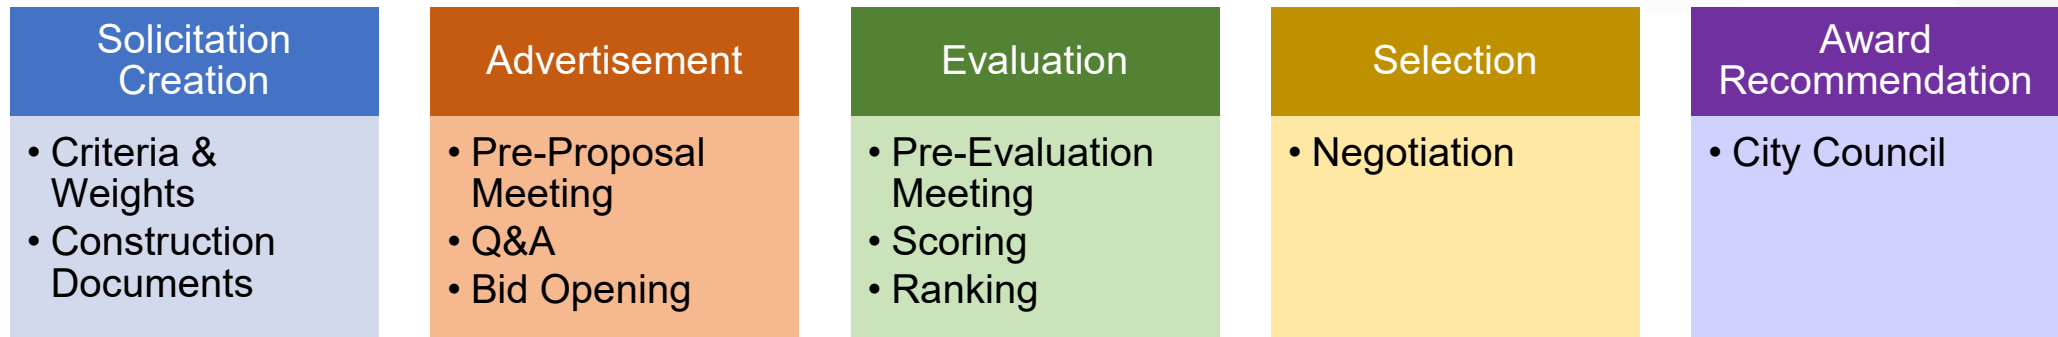 Solicitation
Creation
• Criteria &
Weights
• Construction
Documents
Advertisement
• Pre-Proposal
Meeting
• Q&A
• Bid Opening
Evaluation
• Pre-Evaluation
Meeting
• Scoring
• Ranking
Selection
• Negotiation
Award
Recommendation
• City Council